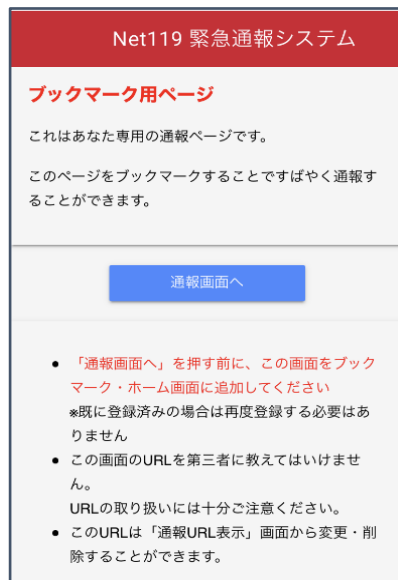 Net119 緊急通報システム
ブックマーク用ページ
これはあなた専用の通報ページです。
このページをブックマークすることですばやく通報す
ることができます。
通報画面へ
● 「通報画面へ」を押す前に、この画面をブック
マーク・ホーム画面に追加してください
※既に登録済みの場合は再度登録する必要はあ
りません
● この画面のURLを第三者に教えてはいけませ
ん。
URLの取り扱いには十分ご注意ください。
● このURLは「通報URL表示」画面から変更・削
除することができます。